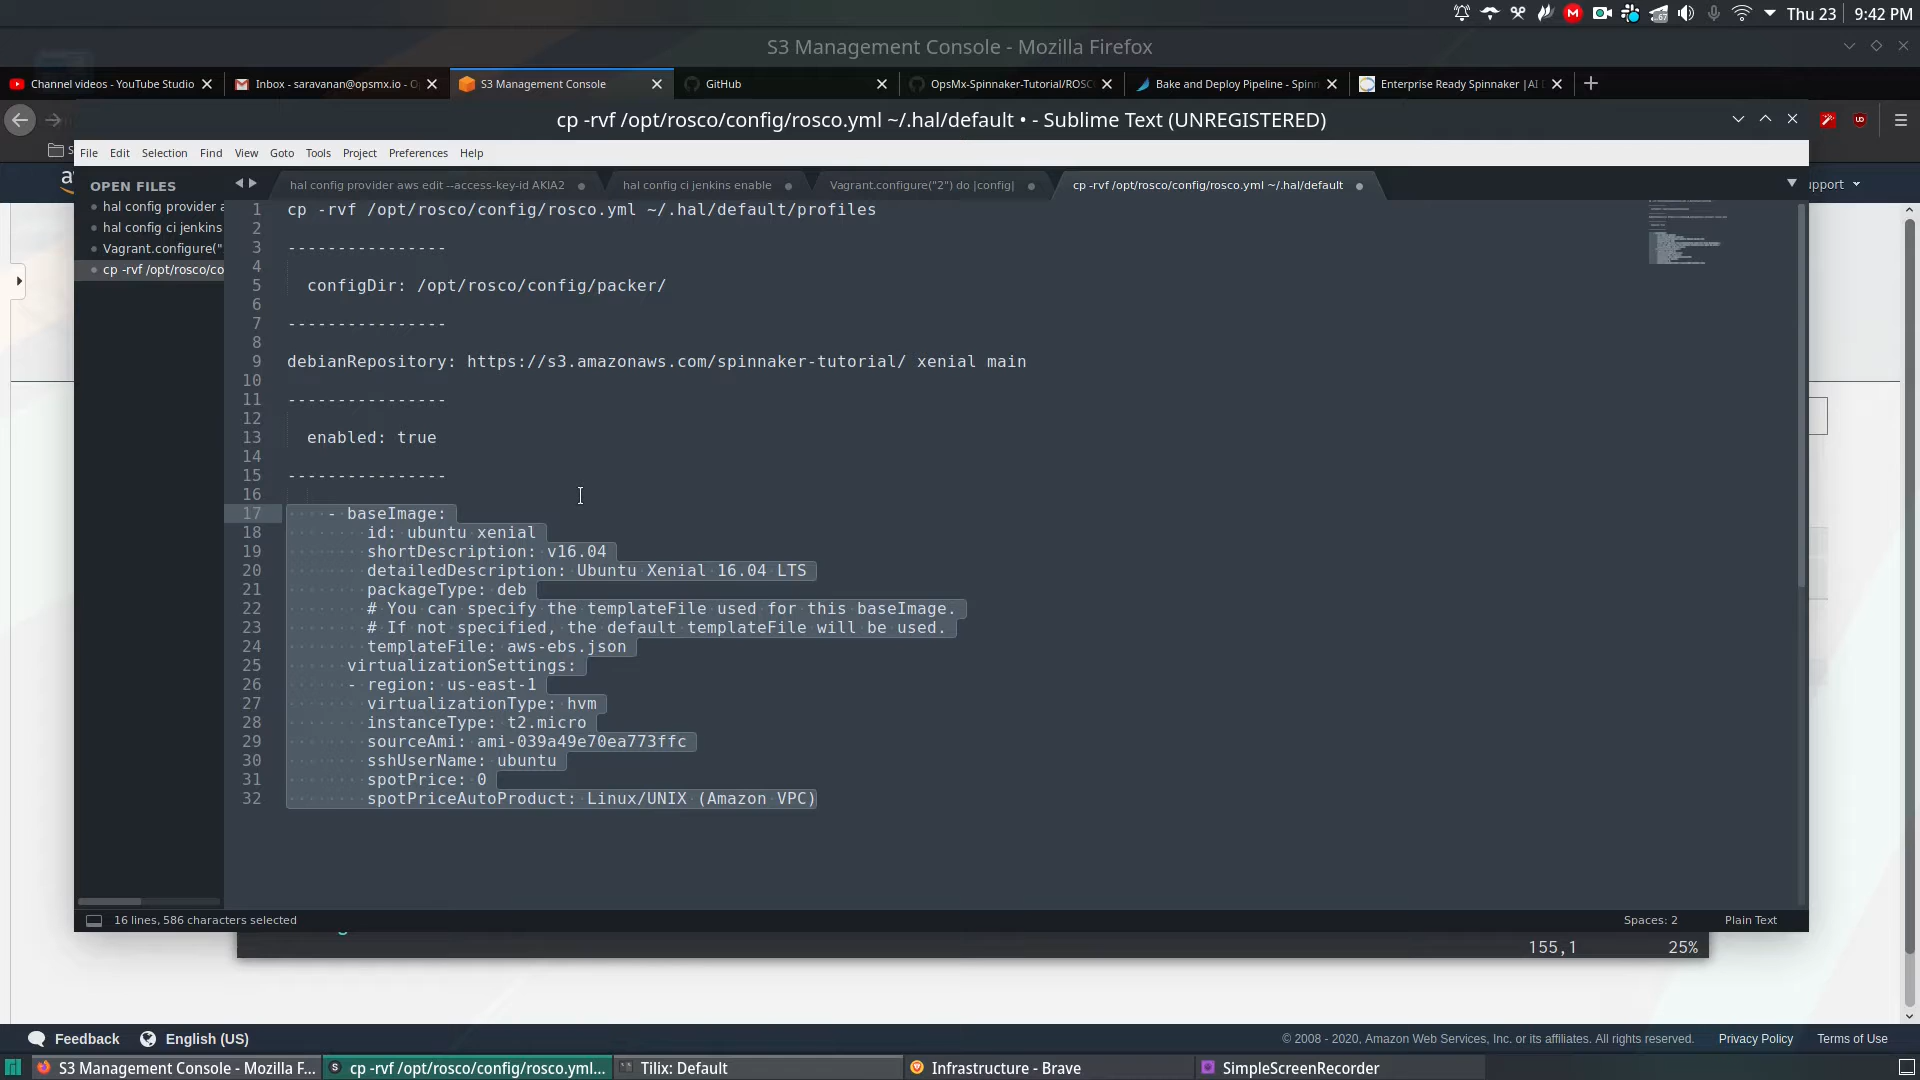 Thu 23
9:42 PM
S3 Management Console - Mozilla Firefox
Channel videos - YouTube Studio
Inbox - saravanan@opsmx.io - O
S3 Management Console
GitHub
OpsMx-Spinnaker-Tutorial/ROSC
Bake and Deploy Pipeline - Spinn
Enterprise Ready Spinnaker |AI
cp -rvf /opt/rosco/config/rosco.yml ~/.hal/default • - Sublime Text (UNREGISTERED)
File Edit Selection Find View Goto Tools Project Preferences Help
OPEN FILES
hal config provider a
hal config ci jenkins
Vagrant.configure("
cp -rvf /opt/rosco/co
hal config provider aws edit --access-key-id AKIA2
hal config ci jenkins enable
Vagrant.configure("2") do |config|
cp -rvf /opt/rosco/config/rosco.yml ~/.hal/default
upport
1 cp -rvf /opt/rosco/config/rosco.yml ~/.hal/default/profiles
2
3 ----------------
4
5 configDir: /opt/rosco/config/packer/
6
7 ----------------
8
9 debianRepository: https://s3.amazonaws.com/spinnaker-tutorial/ xenial main
10
11 ----------------
12
13 enabled: true
14
15 ----------------
16
17 - baseImage:
18 id: ubuntu xenial
19 shortDescription: v16.04
20 detailedDescription: Ubuntu Xenial 16.04 LTS
21 packageType: deb
22 # You can specify the templateFile used for this baseImage.
23 # If not specified, the default templateFile will be used.
24 templateFile: aws-ebs.json
25 virtualizationSettings:
26 - region: us-east-1
27 virtualizationType: hvm
28 instanceType: t2.micro
29 sourceAmi: ami-039a49e70ea773ffc
30 sshUserName: ubuntu
31 spotPrice: 0
32 spotPriceAutoProduct: Linux/UNIX (Amazon VPC)
16 lines, 586 characters selected
Spaces: 2
Plain Text
155,1
25%
Feedback
English (US)
© 2008 - 2020, Amazon Web Services, Inc. or its affiliates. All rights reserved.
Privacy Policy
Terms of Use
S3 Management Console - Mozilla F...
cp -rvf /opt/rosco/config/rosco.yml...
Tilix: Default
Infrastructure - Brave
SimpleScreenRecorder